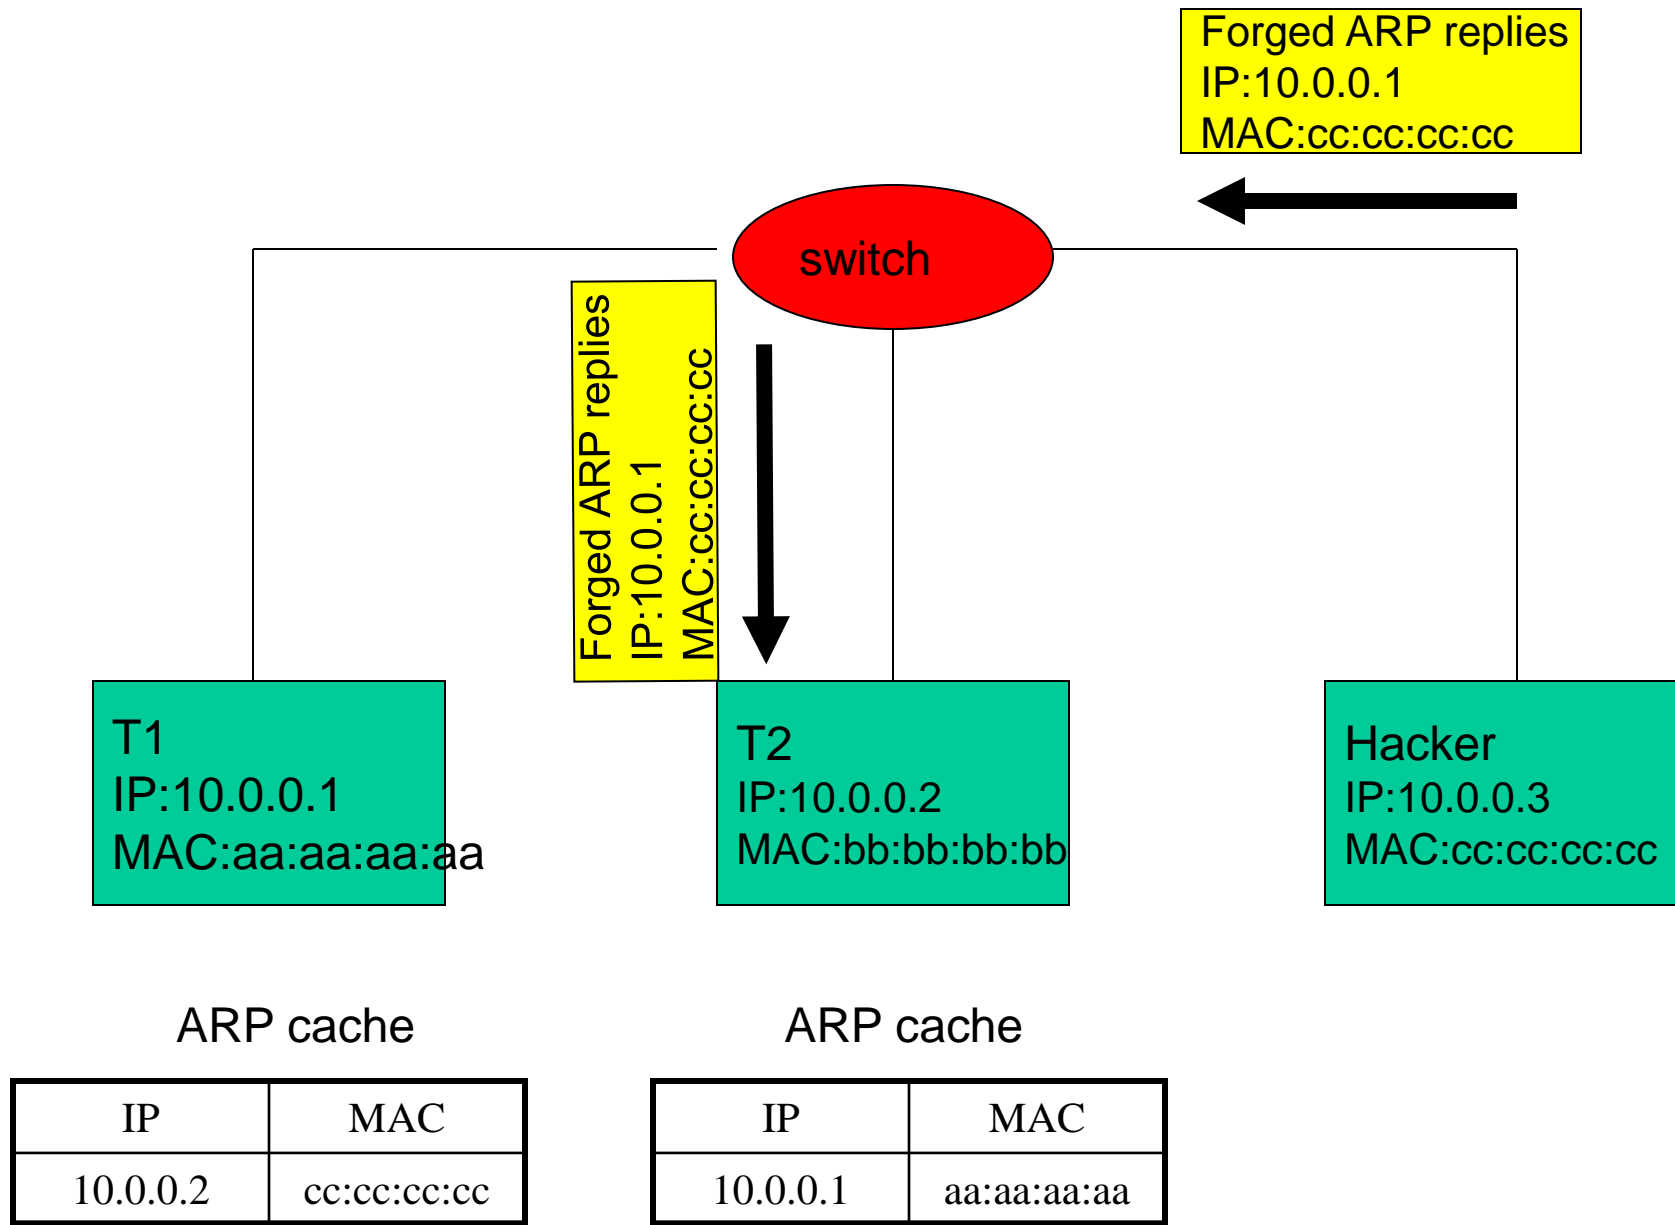 Forged ARP replies
IP:10.0.0.1
MAC:cc:cc:cc:cc
switch
Forged ARP replies
IP:10.0.0.1
MAC:cc:cc:cc:cc
T1
IP:10.0.0.1
MAC:aa:aa:aa:aa
T2
IP:10.0.0.2
MAC:bb:bb:bb:bb
Hacker
IP:10.0.0.3
MAC:cc:cc:cc:cc
ARP cache
IP MAC
10.0.0.2 cc:cc:cc:cc
ARP cache
IP MAC
10.0.0.1 aa:aa:aa:aa